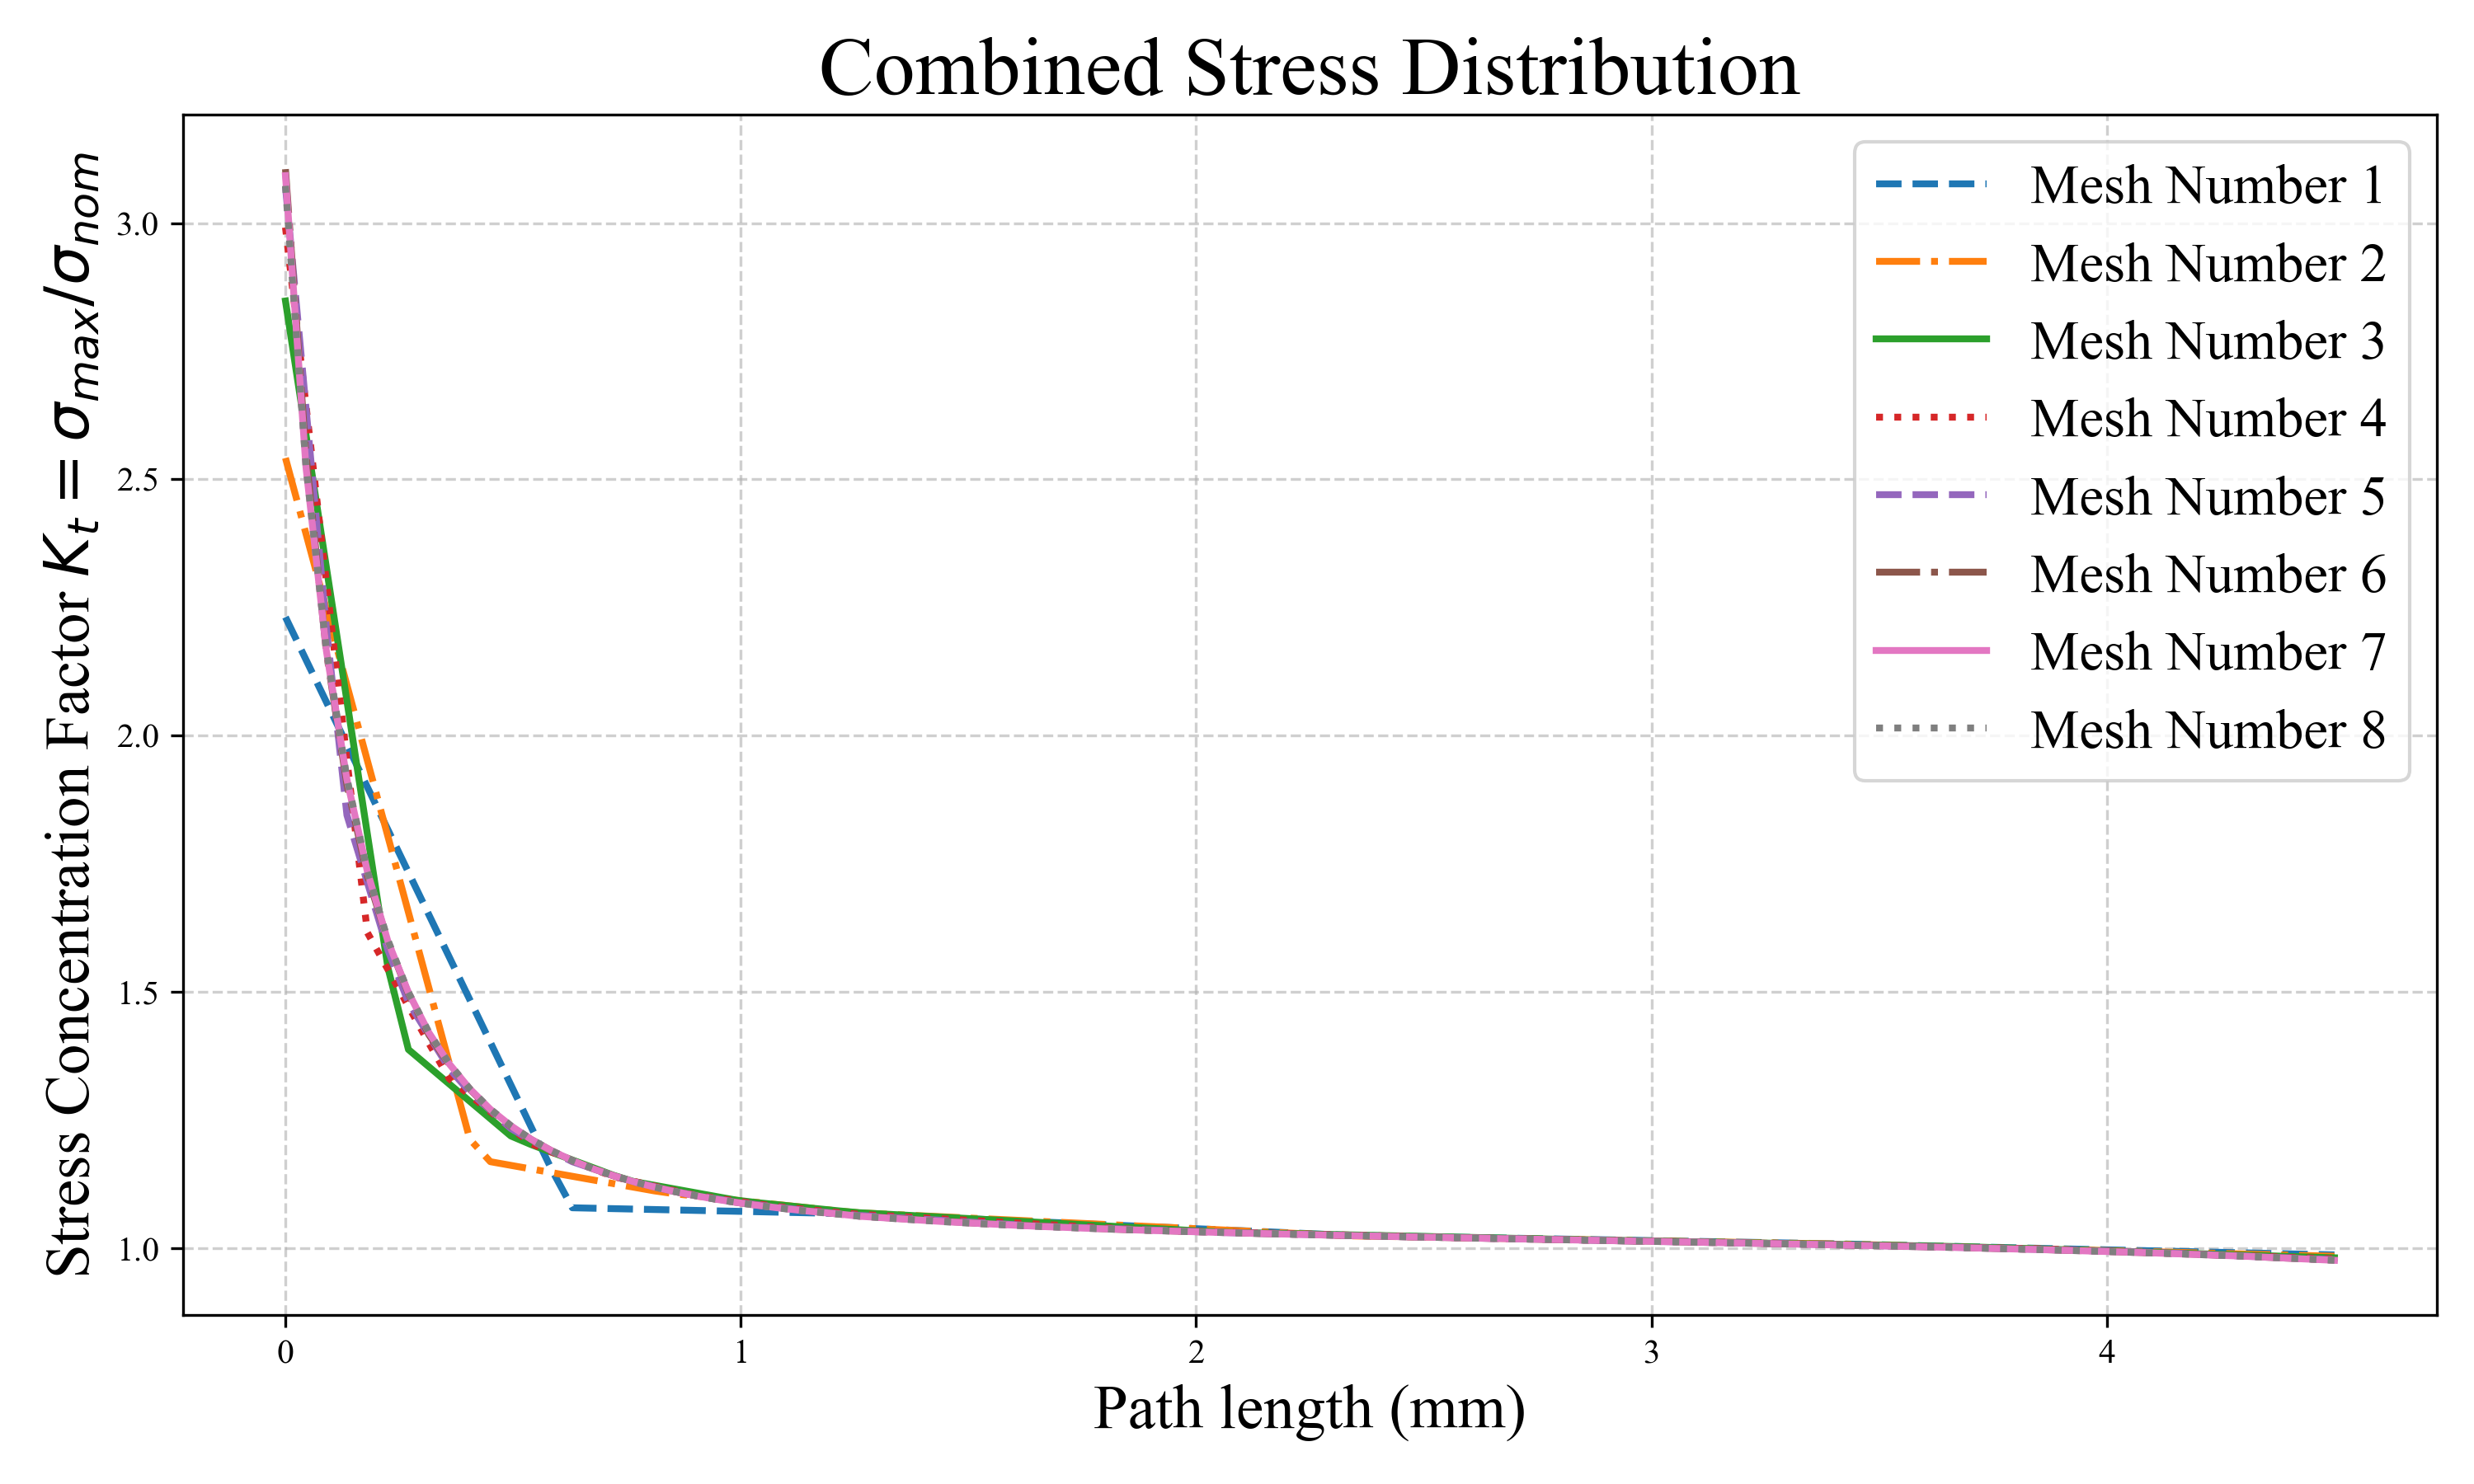 Combined Stress Distribution
Stress Concentration Factor K_t = σ_max/σ_nom
3.0
2.5
2.0
1.5
1.0
Mesh Number 1
Mesh Number 2
Mesh Number 3
Mesh Number 4
Mesh Number 5
Mesh Number 6
Mesh Number 7
Mesh Number 8
0 1 2 3 4
Path length (mm)